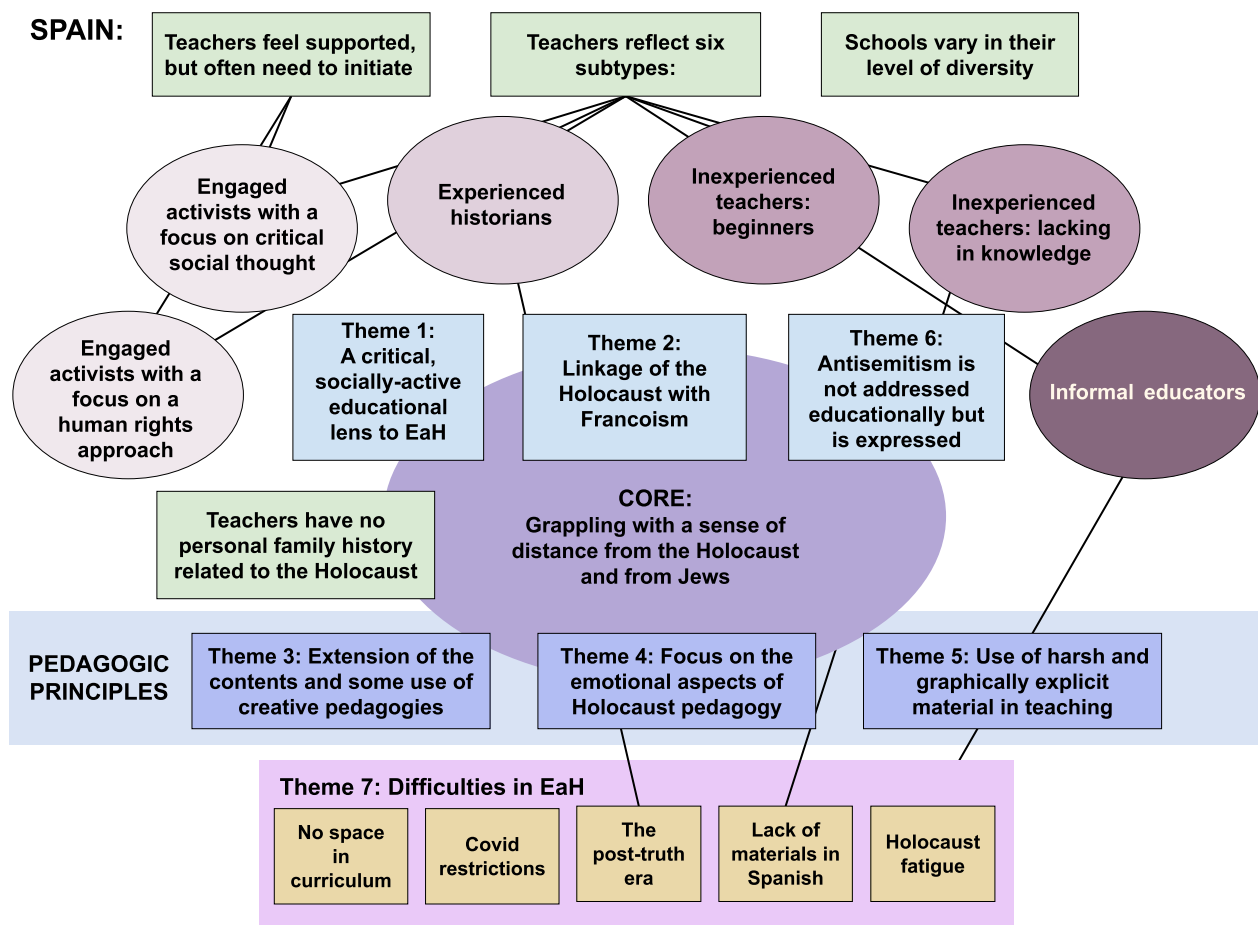 SPAIN:
Teachers feel supported,
but often need to initiate
Teachers reflect six
subtypes:
Schools vary in their
level of diversity
Engaged
activists with a
focus on critical
social thought
Experienced
historians
Inexperienced
teachers:
beginners
Inexperienced
teachers: lacking
in knowledge
Engaged
activists with a
focus on a
human rights
approach
Theme 1:
A critical,
socially-active
educational
lens to EaH
Theme 2:
Linkage of the
Holocaust with
Francoism
Theme 6:
Antisemitism is
not addressed
educationally but
is expressed
Informal educators
CORE:
Grappling with a sense of
distance from the Holocaust
and from Jews
Teachers have no
personal family history
related to the Holocaust
PEDAGOGIC
PRINCIPLES
Theme 3: Extension of the
contents and some use of
creative pedagogies
Theme 4: Focus on the
emotional aspects of
Holocaust pedagogy
Theme 5: Use of harsh and
graphically explicit
material in teaching
Theme 7: Difficulties in EaH
No space
in
curriculum
Covid
restrictions
The
post-truth
era
Lack of
materials in
Spanish
Holocaust
fatigue